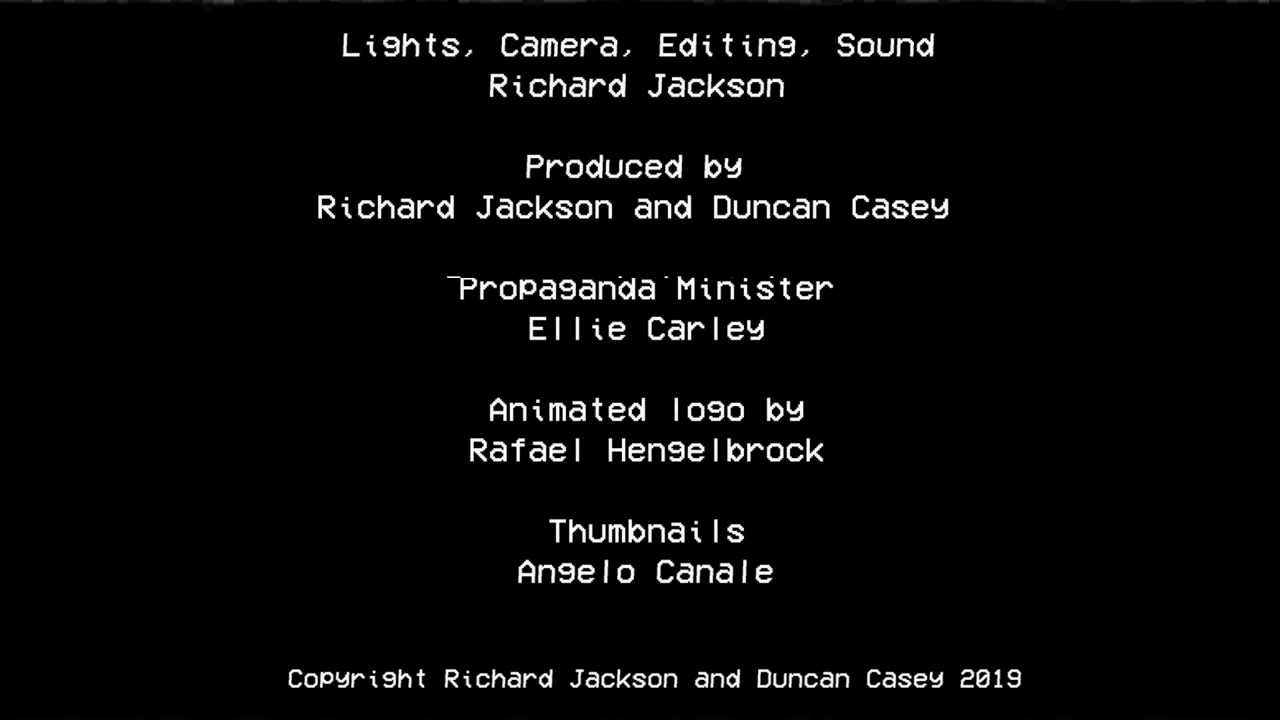 Lights, Camera, Editing, Sound
Richard Jackson
Produced by
Richard Jackson and Duncan Casey
Propaganda Minister
Ellie Carley
Animated logo by
Rafael Hengelbrock
Thumbnails
Angelo Canale
Copyright Richard Jackson and Duncan Casey 2019